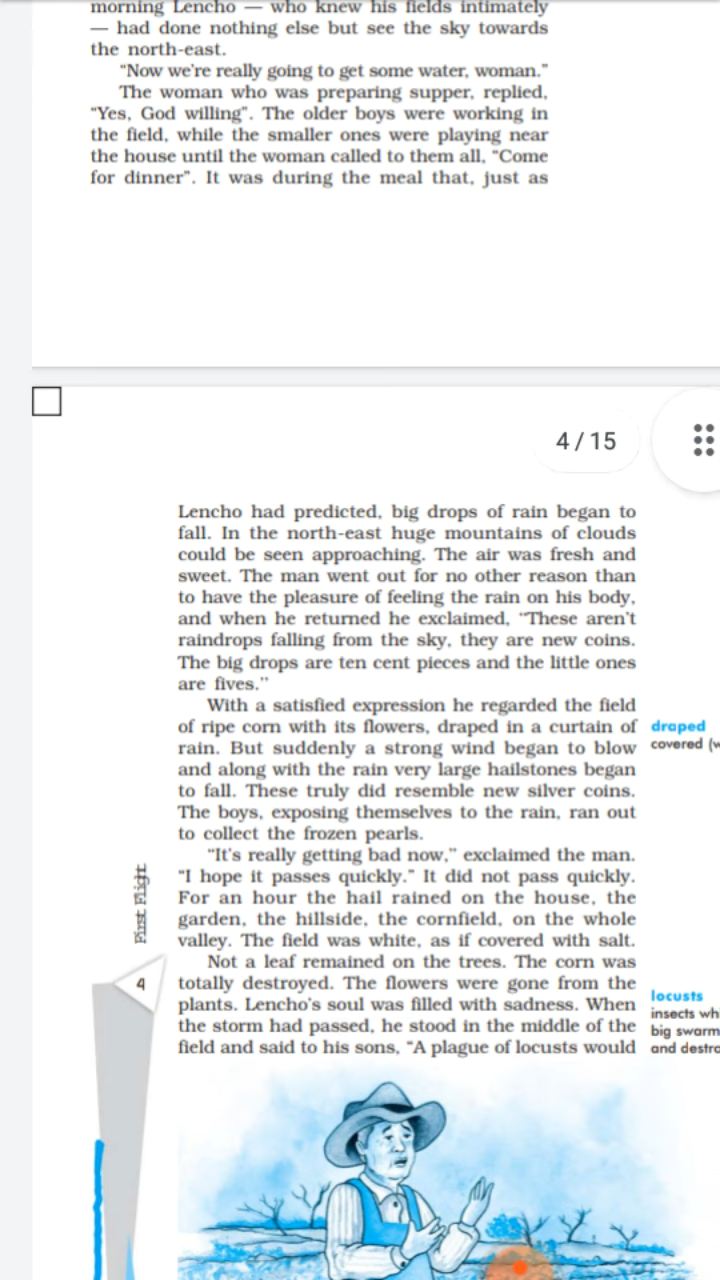 morning Lencho — who knew his fields intimately
— had done nothing else but see the sky towards
the north-east.
“Now we’re really going to get some water, woman.”
The woman who was preparing supper, replied,
“Yes, God willing”. The older boys were working in
the field, while the smaller ones were playing near
the house until the woman called to them all, “Come
for dinner”. It was during the meal that, just as
4 / 15
Lencho had predicted, big drops of rain began to
fall. In the north-east huge mountains of clouds
could be seen approaching. The air was fresh and
sweet. The man went out for no other reason than
to have the pleasure of feeling the rain on his body,
and when he returned he exclaimed, “These aren’t
raindrops falling from the sky, they are new coins.
The big drops are ten cent pieces and the little ones
are fives.”
With a satisfied expression he regarded the field
of ripe corn with its flowers, draped in a curtain of
rain. But suddenly a strong wind began to blow
and along with the rain very large hailstones began
to fall. These truly did resemble new silver coins.
The boys, exposing themselves to the rain, ran out
to collect the frozen pearls.
“It’s really getting bad now,” exclaimed the man.
“I hope it passes quickly.” It did not pass quickly.
For an hour the hail rained on the house, the
garden, the hillside, the cornfield, on the whole
valley. The field was white, as if covered with salt.
Not a leaf remained on the trees. The corn was
totally destroyed. The flowers were gone from the
plants. Lencho’s soul was filled with sadness. When
the storm had passed, he stood in the middle of the
field and said to his sons, “A plague of locusts would
draped
covered (w
locusts
insects wh
big swarm
and destr
First Flight
4